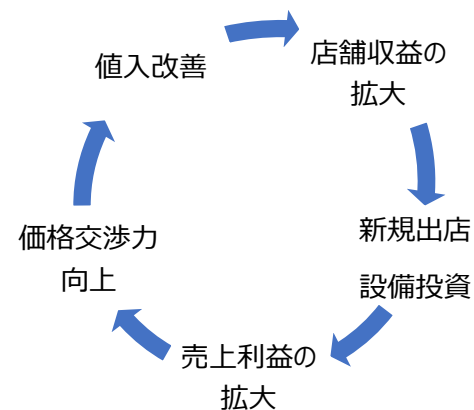 値入改善
店舗収益の
拡大
新規出店
設備投資
売上利益の
拡大
価格交渉力
向上